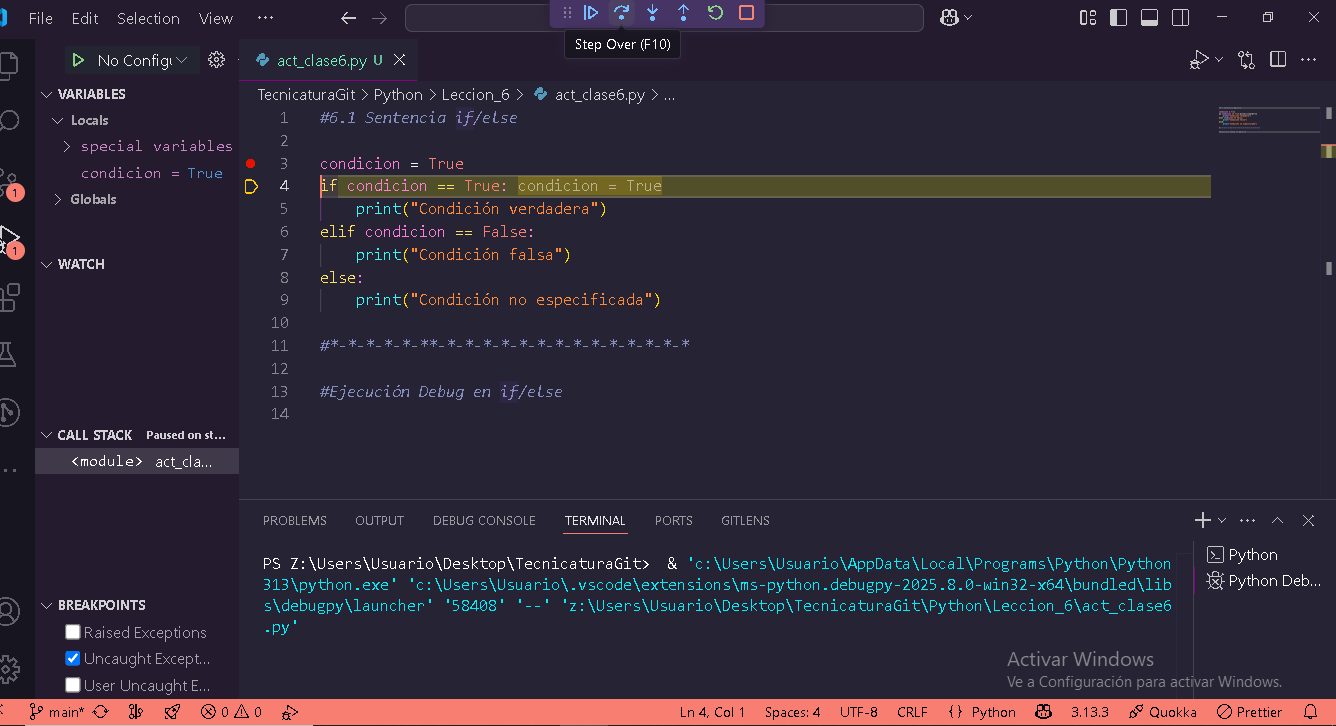 File Edit Selection View ...
Step Over (F10)
No Configu
act_clase6.py U
TecnicaturaGit > Python > Leccion_6 > act_clase6.py > ...
VARIABLES
Locals
special variables
condicion = True
Globals
WATCH
CALL STACK Paused on st...
<module> act_cla...
BREAKPOINTS
Raised Exceptions
Uncaught Except...
User Uncaught E...
1
1
1 #6.1 Sentencia if/else
2
3 condicion = True
4 if condicion == True: condicion = True
5 print("Condición verdadera")
6 elif condicion == False:
7 print("Condición falsa")
8 else:
9 print("Condición no especificada")
10
11 #*-*-*-*-*-**-*-*-*-*-*-*-*-*-*-*-*-*-*-*
12
13 #Ejecución Debug en if/else
14
PROBLEMS OUTPUT DEBUG CONSOLE TERMINAL PORTS GITLENS
PS Z:\Users\Usuario\Desktop\TecnicaturaGit> & 'c:\Users\Usuario\AppData\Local\Programs\Python\Python
313\python.exe' 'c:\Users\Usuario\.vscode\extensions\ms-python.debugpy-2025.8.0-win32-x64\bundled\lib
s\debugpy\launcher' '58408' '--' 'z:\Users\Usuario\Desktop\TecnicaturaGit\Python\Leccion_6\act_clase6
.py'
Python
Python Deb...
Activar Windows
Ve a Configuración para activar Windows.
main* 0 0 Ln 4, Col 1 Spaces: 4 UTF-8 CRLF {} Python 3.13.3 Quokka Prettier